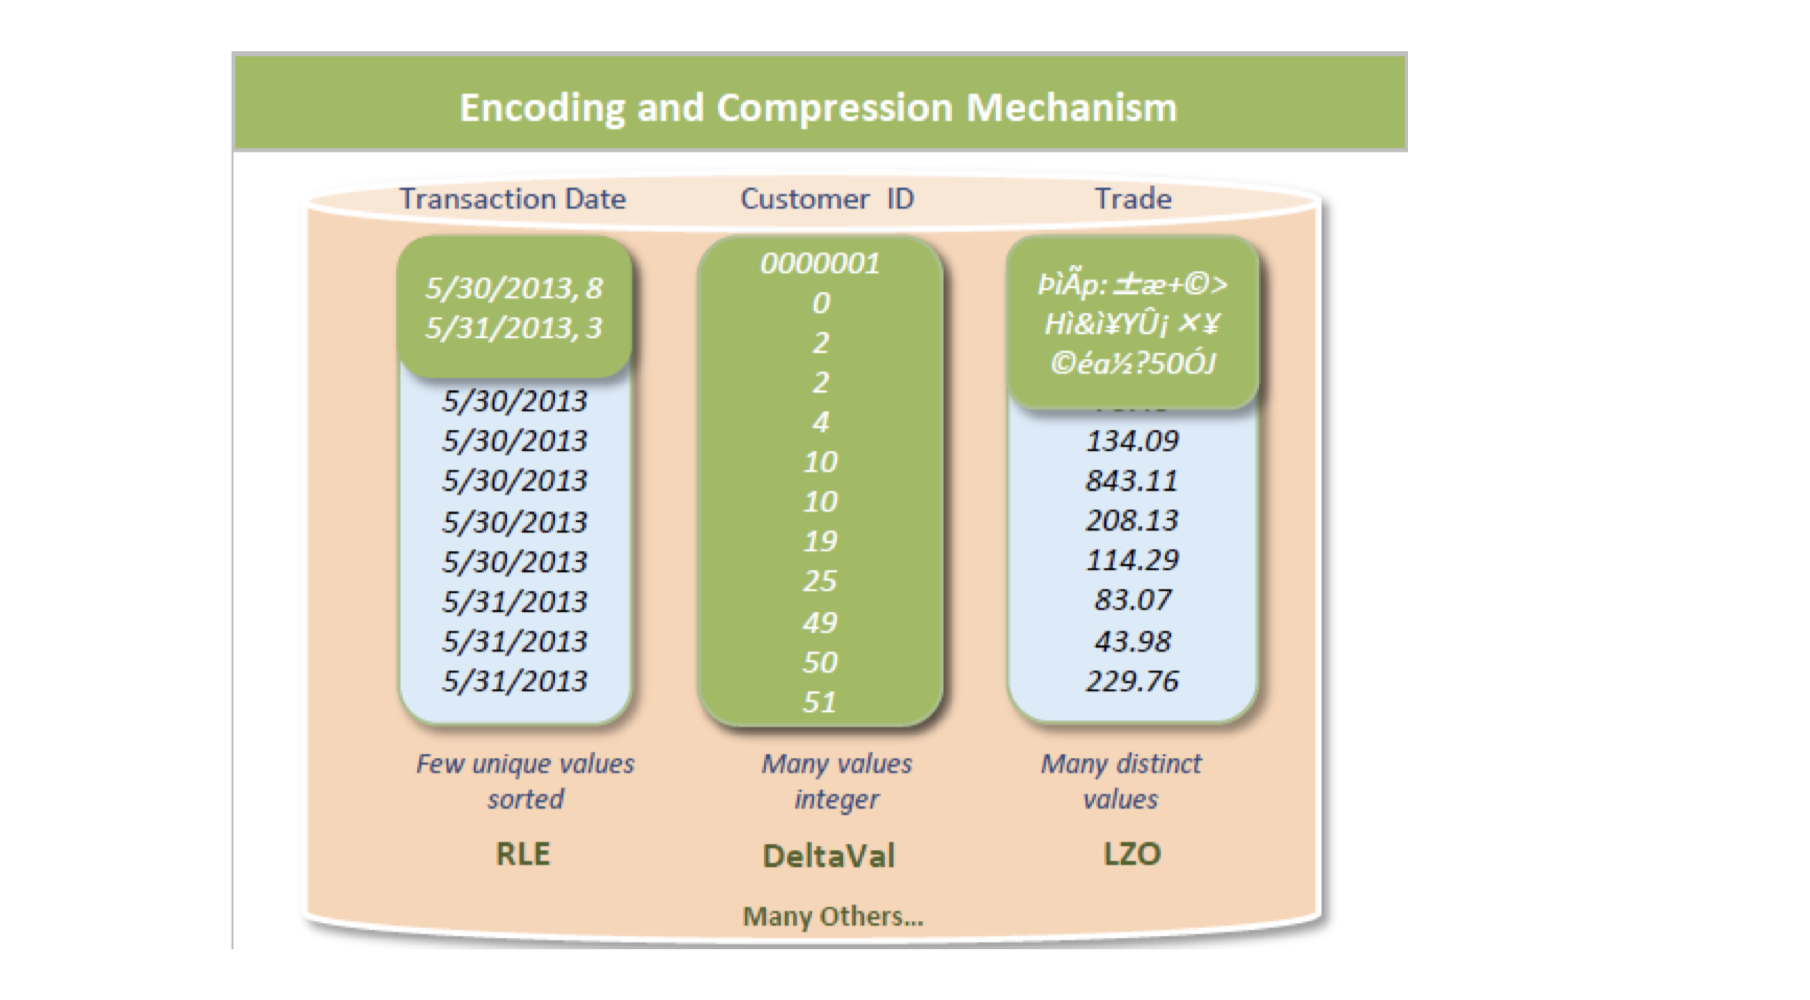 Encoding and Compression Mechanism
Transaction Date
5/30/2013, 8
5/31/2013, 3
5/30/2013
5/30/2013
5/30/2013
5/30/2013
5/30/2013
5/31/2013
5/31/2013
5/31/2013
Few unique values
sorted
RLE
Customer ID
0000001
0
2
2
4
10
10
19
25
49
50
51
Many values
integer
DeltaVal
Trade
ÞìÃp: ±æ+©>
Hì&ì¥YÛ¡ ×¥
©éa½?50ÓJ
134.09
843.11
208.13
114.29
83.07
43.98
229.76
Many distinct
values
LZO
Many Others...